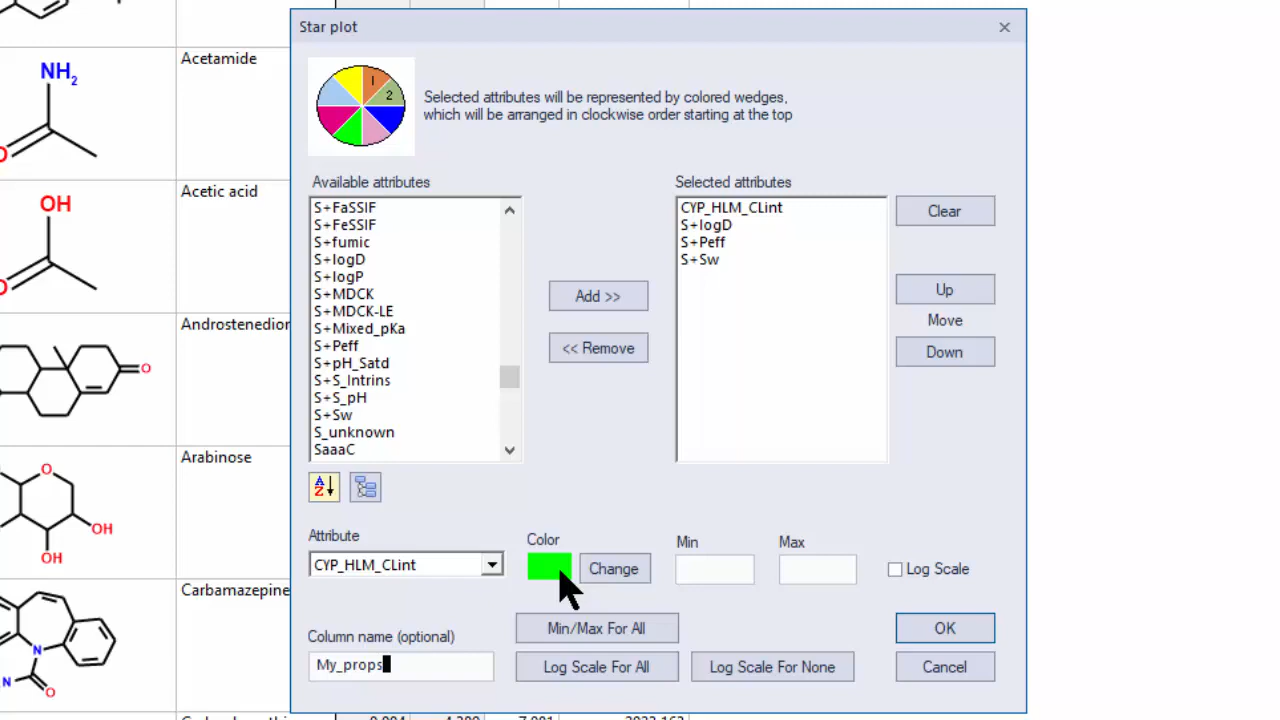 Star plot
1
2
Selected attributes will be represented by colored wedges,
which will be arranged in clockwise order starting at the top
Available attributes
S+FaSSIF
S+FeSSIF
S+fumic
S+logD
S+logP
S+MDCK
S+MDCK-LE
S+Mixed_pKa
S+Peff
S+pH_Satd
S+S_Intrins
S+S_pH
S+Sw
S_unknown
SaaaC
Add >>
<< Remove
Selected attributes
CYP_HLM_CLint
S+logD
S+Peff
S+Sw
Clear
Up
Move
Down
AZ
Attribute
CYP_HLM_CLint
Color
Change
Min
Max
Log Scale
Column name (optional)
My_props
Min/Max For All
Log Scale For All
Log Scale For None
OK
Cancel
Acetamide
NH2
O
Acetic acid
OH
O
Androstenedion
O
Arabinose
O
OH
OH
Carbamazepine
N
N
O